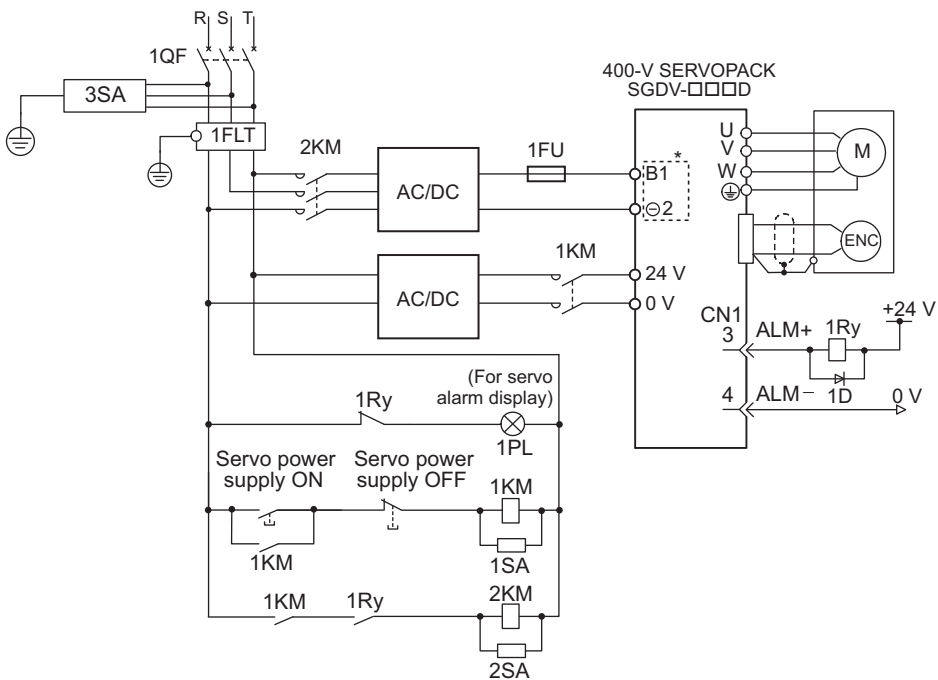 R S T
1QF
3SA
1FLT
2KM
AC/DC
1FU
400-V SERVOPACK
SGDV-□□□D
B1
*
⊖2
U
V
W
M
ENC
AC/DC
1KM
24 V
0 V
CN1
3 ALM+
1Ry
+24 V
1D
4 ALM−
0 V
(For servo
alarm display)
1Ry
1PL
Servo power
supply ON
Servo power
supply OFF
1KM
1KM
1SA
1KM
1Ry
2KM
2SA